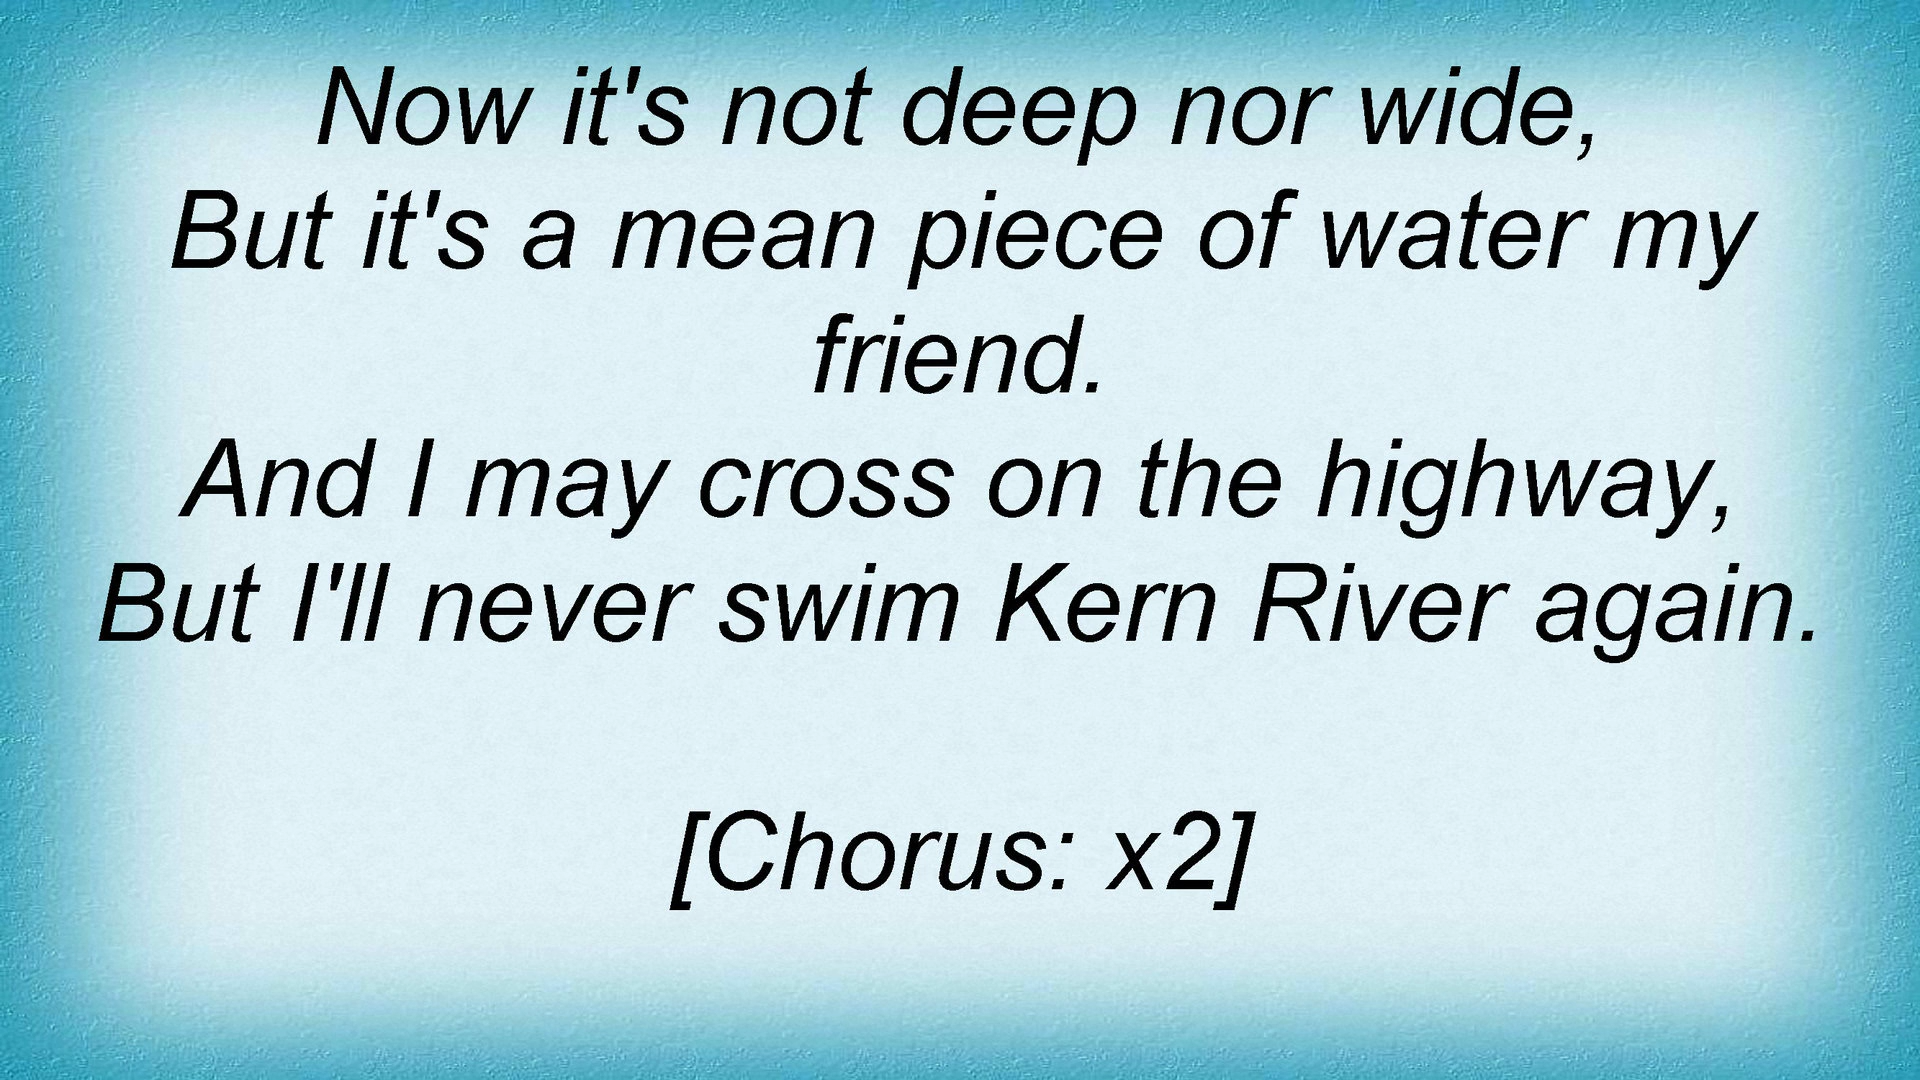 Now it's not deep nor wide,
But it's a mean piece of water my
friend.
And I may cross on the highway,
But I'll never swim Kern River again.
[Chorus: x2]